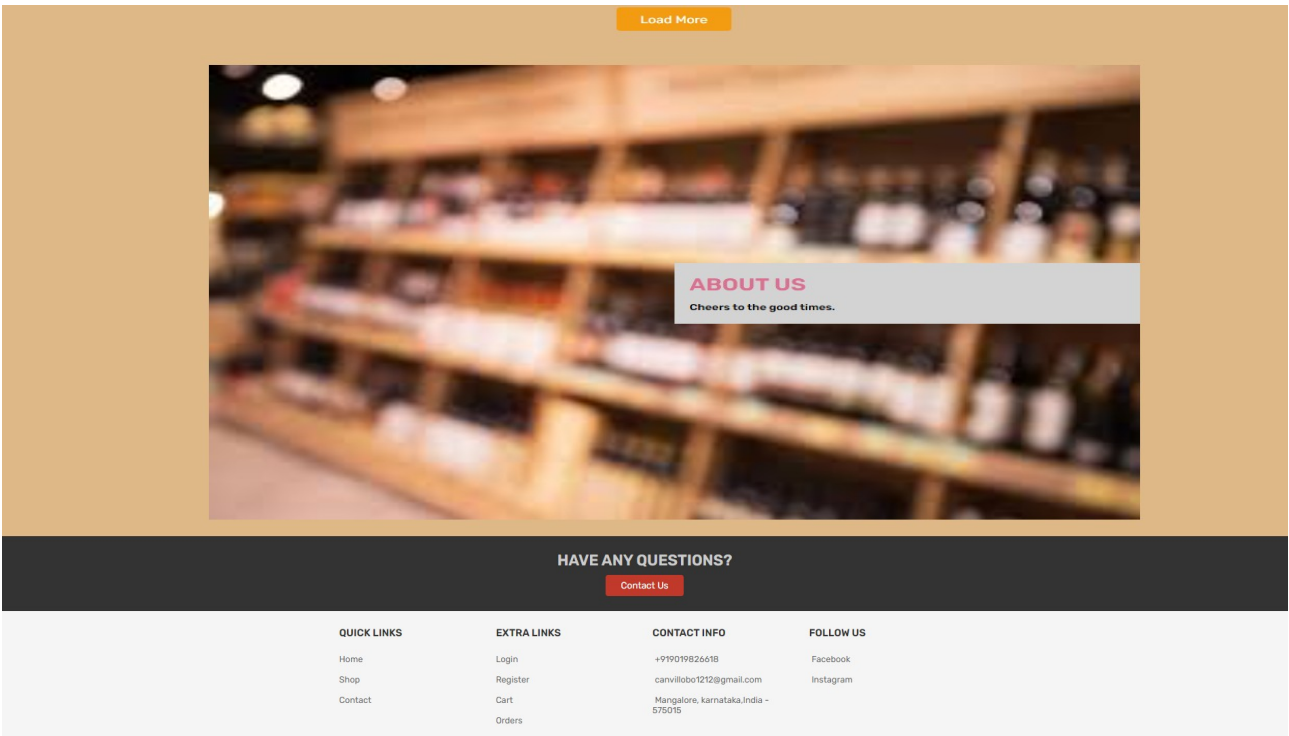 Load More
ABOUT US
Cheers to the good times.
HAVE ANY QUESTIONS?
Contact Us
QUICK LINKS
Home
Shop
Contact
EXTRA LINKS
Login
Register
Cart
Orders
CONTACT INFO
+919019826618
canvillobo1212@gmail.com
Mangalore, karnataka,India -
575015
FOLLOW US
Facebook
Instagram